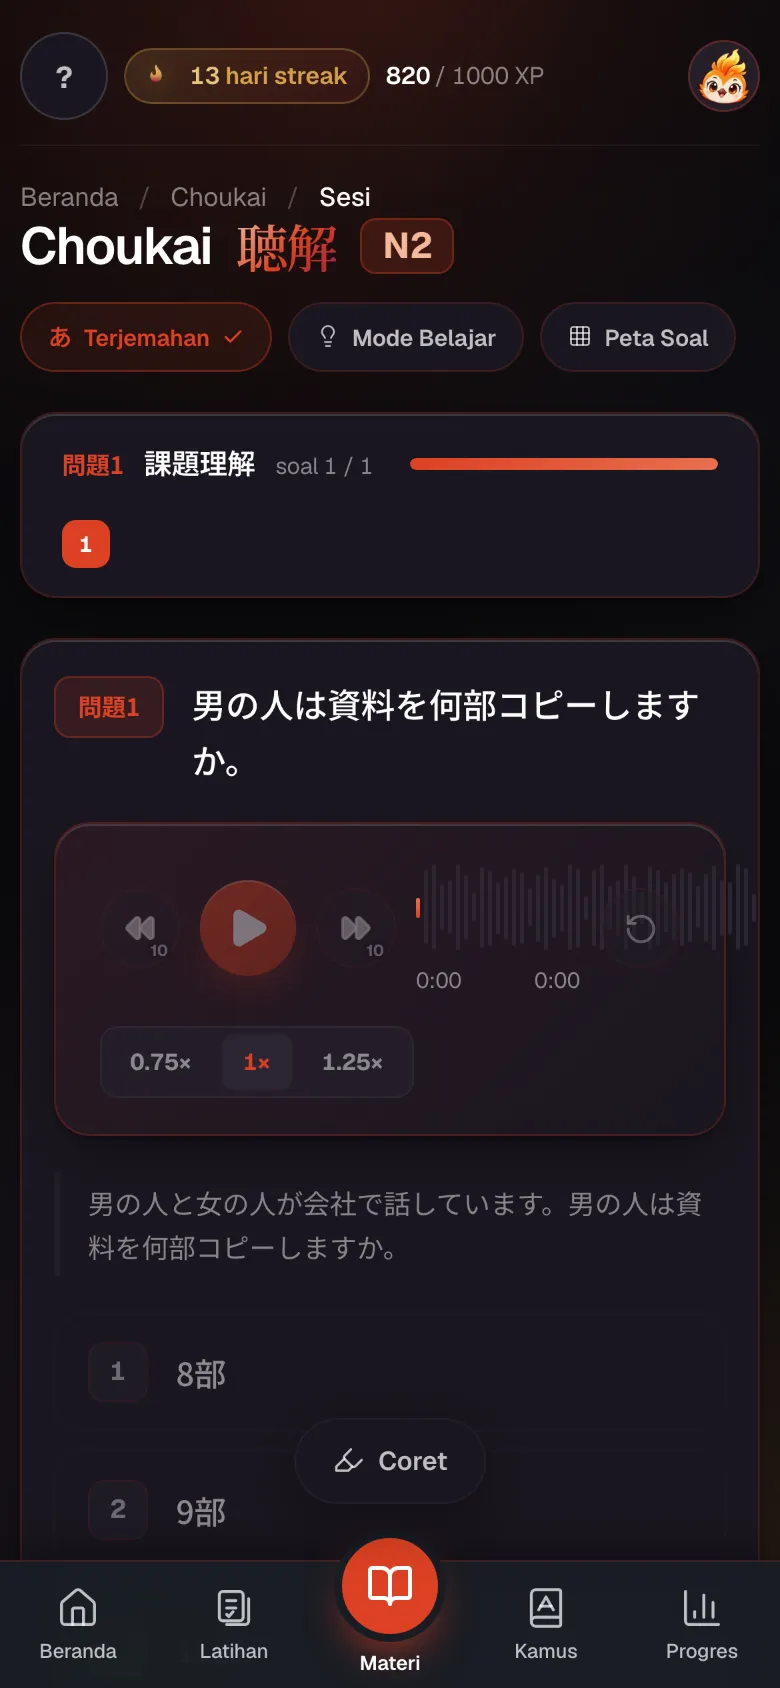 ?
13 hari streak
820 / 1000 XP
Beranda / Choukai / Sesi
Choukai 聴解 N2
あ Terjemahan
Mode Belajar
Peta Soal
問題1 課題理解 soal 1 / 1
1
問題1
男の人は資料を何部コピーします
か。
10
10
0:00
0:00
0.75×
1×
1.25×
男の人と女の人が会社で話しています。男の人は資
料を何部コピーしますか。
1
8部
Coret
2
9部
Beranda
Latihan
Materi
Kamus
Progres